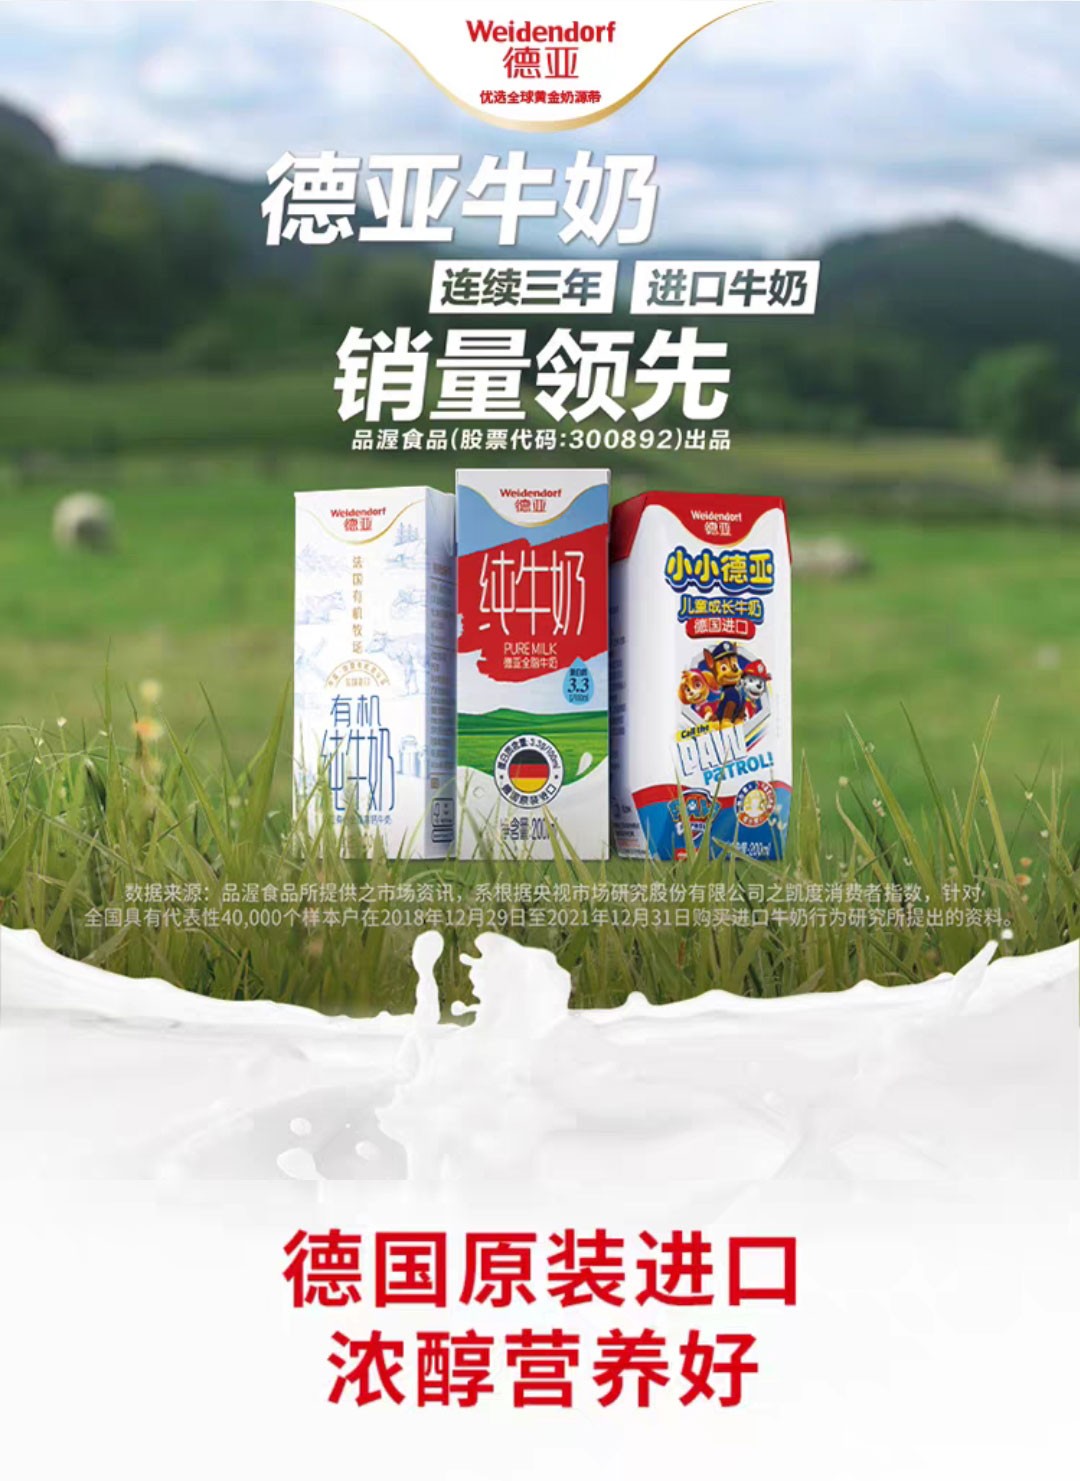 Weidendorf
德亚
优选全球黄金奶源带
德亚牛奶
连续三年 进口牛奶
销量领先
品渥食品(股票代码:300892)出品
Weidendorf
德亚
法国有机牧场
有机
纯牛奶
Weidendorf
德亚
纯牛奶
PURE MILK
德亚全脂牛奶
3.3
德国原装进口
净含量:200ml
Weidendorf
德亚
小小德亚
儿童成长牛奶
德国进口
Call the
PAW
PATROL!
200ml
数据来源：品渥食品所提供之市场资讯，系根据央视市场研究股份有限公司之凯度消费者指数，针对
全国具有代表性40,000个样本户在2018年12月29日至2021年12月31日购买进口牛奶行为研究所提出的资料。
德国原装进口
浓醇营养好